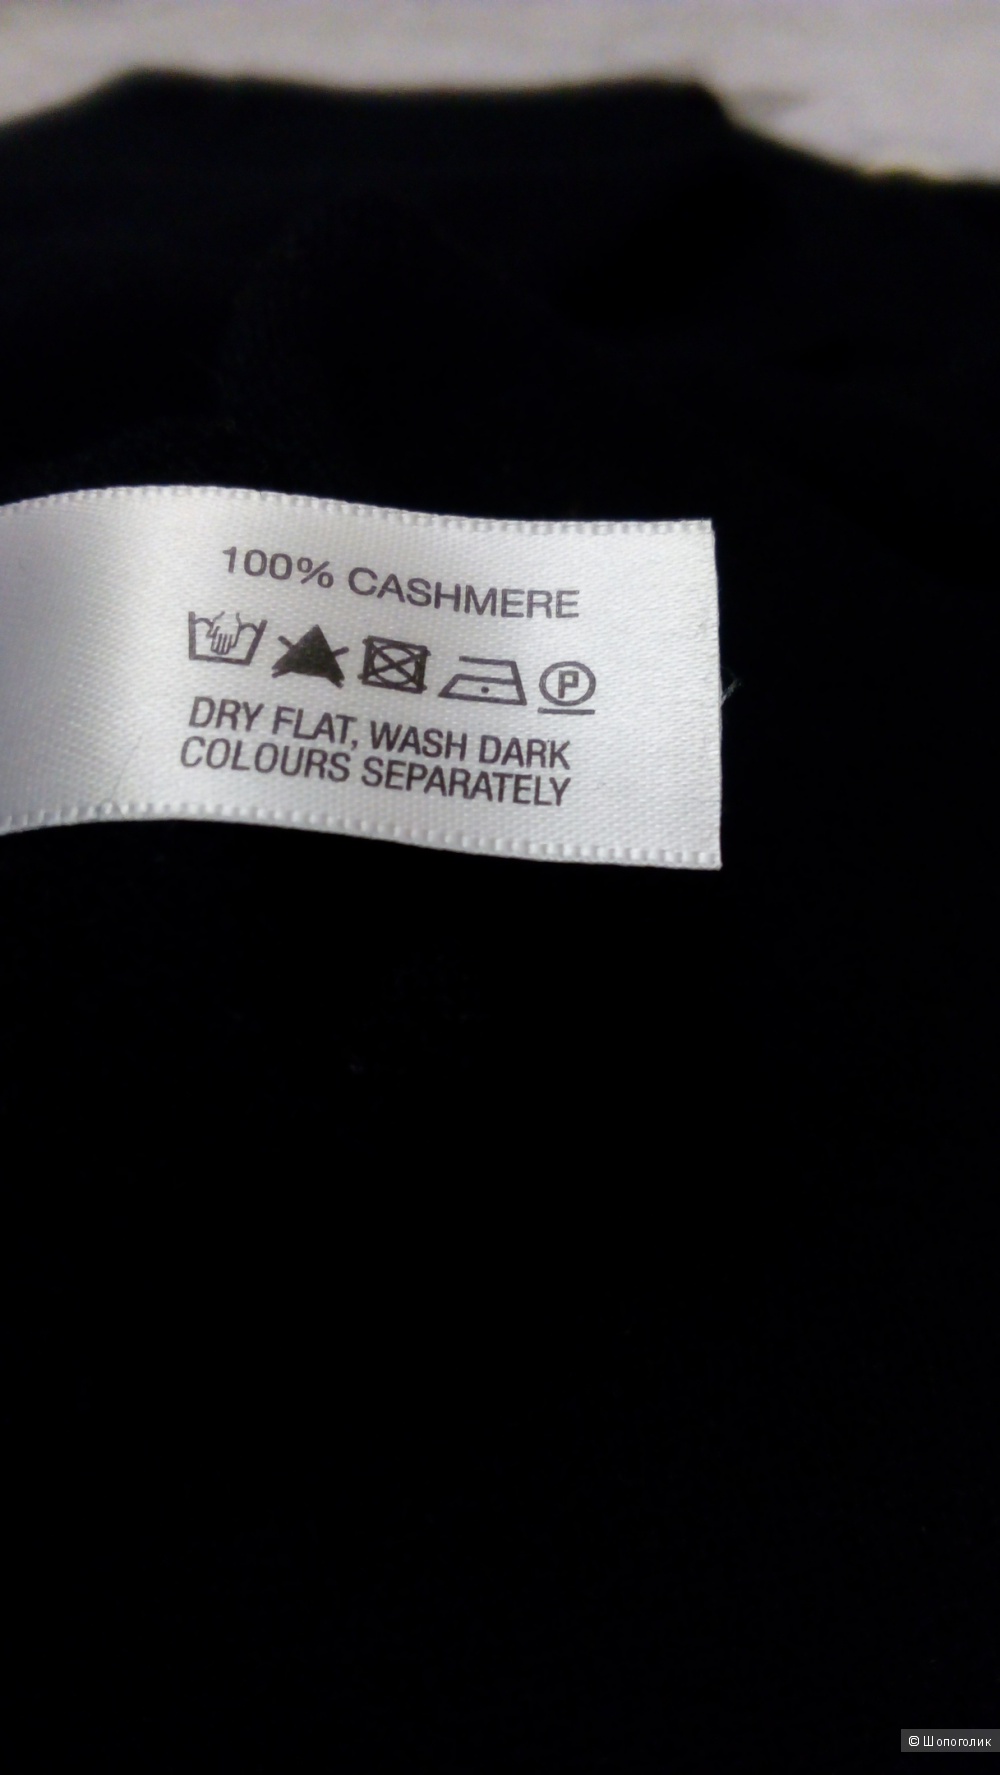 100% CASHMERE
P
DRY FLAT, WASH DARK
COLOURS SEPARATELY
© Шопоголик